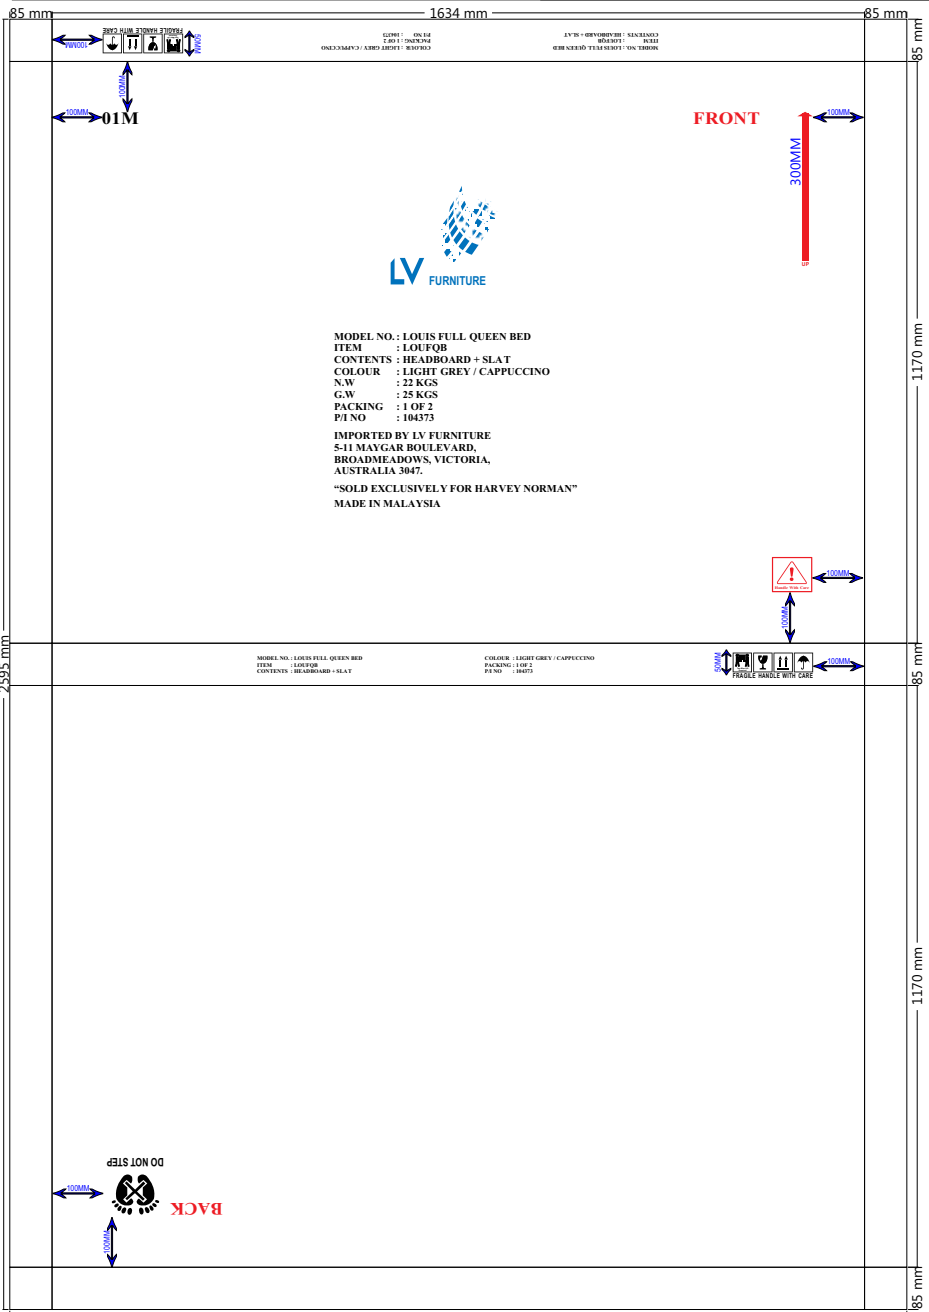 85 mm
1634 mm
85 mm
MODEL NO. : LOUIS FULL QUEEN BED
ITEM : LOUFQB
CONTENTS : HEADBOARD + SLAT
COLOUR : LIGHT GREY / CAPPUCCINO
PACKING : 1 OF 2
P/I NO : 104373
FRAGILE HANDLE WITH CARE
50MM
100MM
85 mm
100MM
100MM
01M
FRONT
100MM
300MM
UP
LV FURNITURE
1170 mm
MODEL NO. : LOUIS FULL QUEEN BED
ITEM : LOUFQB
CONTENTS : HEADBOARD + SLAT
COLOUR : LIGHT GREY / CAPPUCCINO
N.W : 22 KGS
G.W : 25 KGS
PACKING : 1 OF 2
P/I NO : 104373
IMPORTED BY LV FURNITURE
5-11 MAYGAR BOULEVARD,
BROADMEADOWS, VICTORIA,
AUSTRALIA 3047.
“SOLD EXCLUSIVELY FOR HARVEY NORMAN”
MADE IN MALAYSIA
Handle With Care
100MM
100MM
2595 mm
MODEL NO. : LOUIS FULL QUEEN BED
ITEM : LOUFQB
CONTENTS : HEADBOARD + SLAT
COLOUR : LIGHT GREY / CAPPUCCINO
PACKING : 1 OF 2
P/I NO : 104373
50MM
FRAGILE HANDLE WITH CARE
100MM
85 mm
1170 mm
DO NOT STEP
100MM
BACK
100MM
85 mm